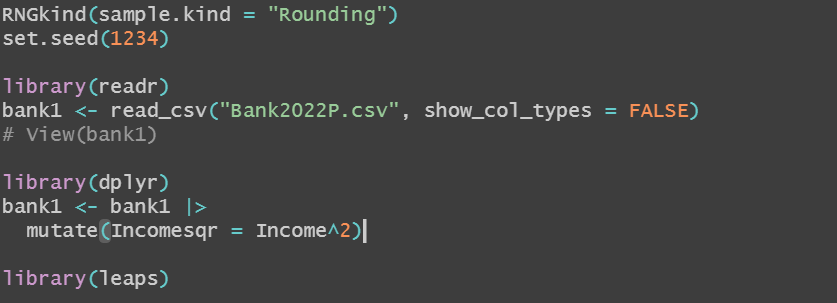 RNGkind(sample.kind = "Rounding")
set.seed(1234)
library(readr)
bank1 <- read_csv("Bank2022P.csv", show_col_types = FALSE)
# View(bank1)
library(dplyr)
bank1 <- bank1 |>
  mutate(Incomesqr = Income^2)
library(leaps)